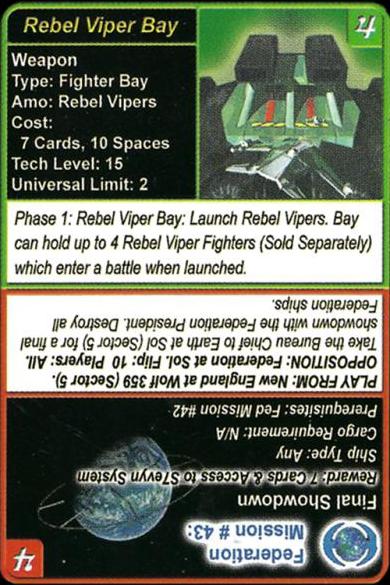 Rebel Viper Bay
4
Weapon
Type: Fighter Bay
Amo: Rebel Vipers
Cost:
7 Cards, 10 Spaces
Tech Level: 15
Universal Limit: 2
Phase 1: Rebel Viper Bay: Launch Rebel Vipers. Bay
can hold up to 4 Rebel Viper Fighters (Sold Separately)
which enter a battle when launched.
Federation
Mission # 43:
4
Final Showdown
Reward: 7 Cards & Access to STevyn System
Ship Type: Any
Cargo Requirement: N/A
Prerequisites: Fed Mission #42
PLAY FROM: New England at Wolf 359 (Sector 5).
OPPOSITION: Federation at Sol. Flip: 10 Players: All.
Take the Bureau Chief to Earth at Sol (Sector 5) for a final
showdown with the Federation President. Destroy all
Federation ships.